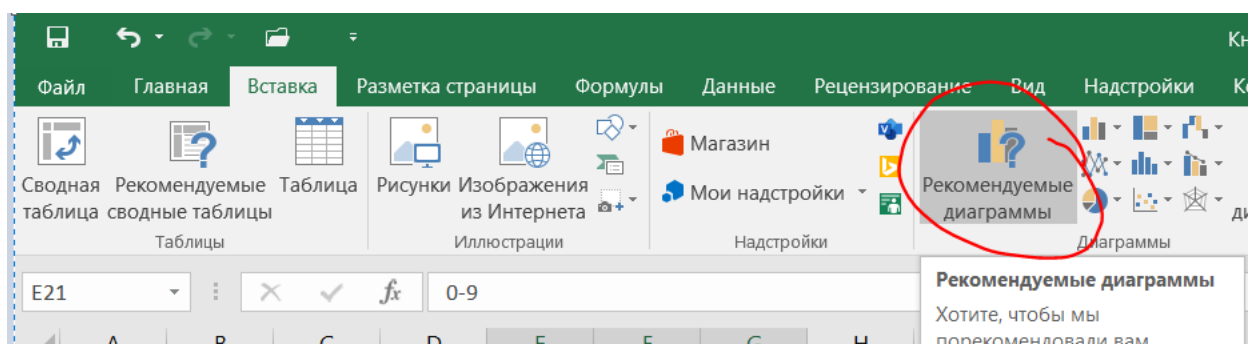 Кн
Файл Главная Вставка Разметка страницы Формулы Данные Рецензирование Вид Надстройки
Сводная таблица
Рекомендуемые сводные таблицы
Таблица
Рисунки
Изображения из Интернета
Магазин
Мои надстройки
Рекомендуемые диаграммы
Таблицы Иллюстрации Надстройки Диаграммы
E21 fx 0-9
A B C D E F G H
Рекомендуемые диаграммы
Хотите, чтобы мы
порекомендовали вам